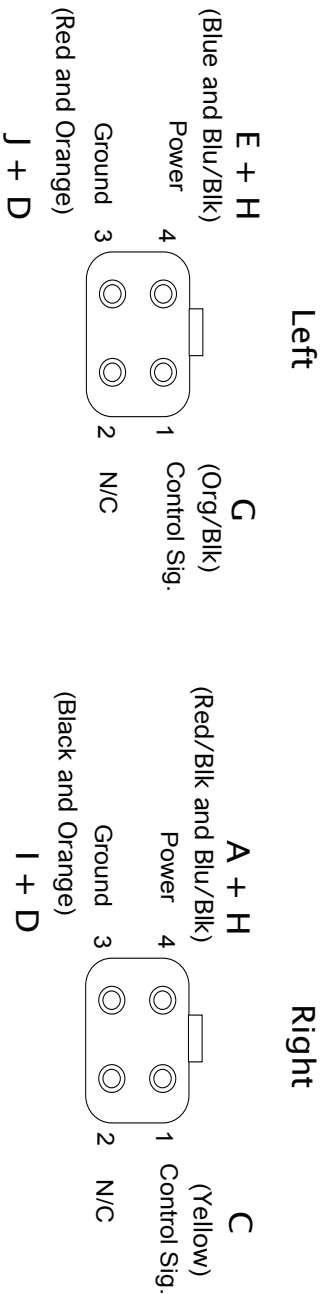 Left
E + H
(Blue and Blu/Blk)
Power
4
Ground
3
(Red and Orange)
J + D
G
(Org/Blk)
1
Control Sig.
2
N/C
Right
A + H
(Red/Blk and Blu/Blk)
Power
4
Ground
3
(Black and Orange)
I + D
C
(Yellow)
1
Control Sig.
2
N/C